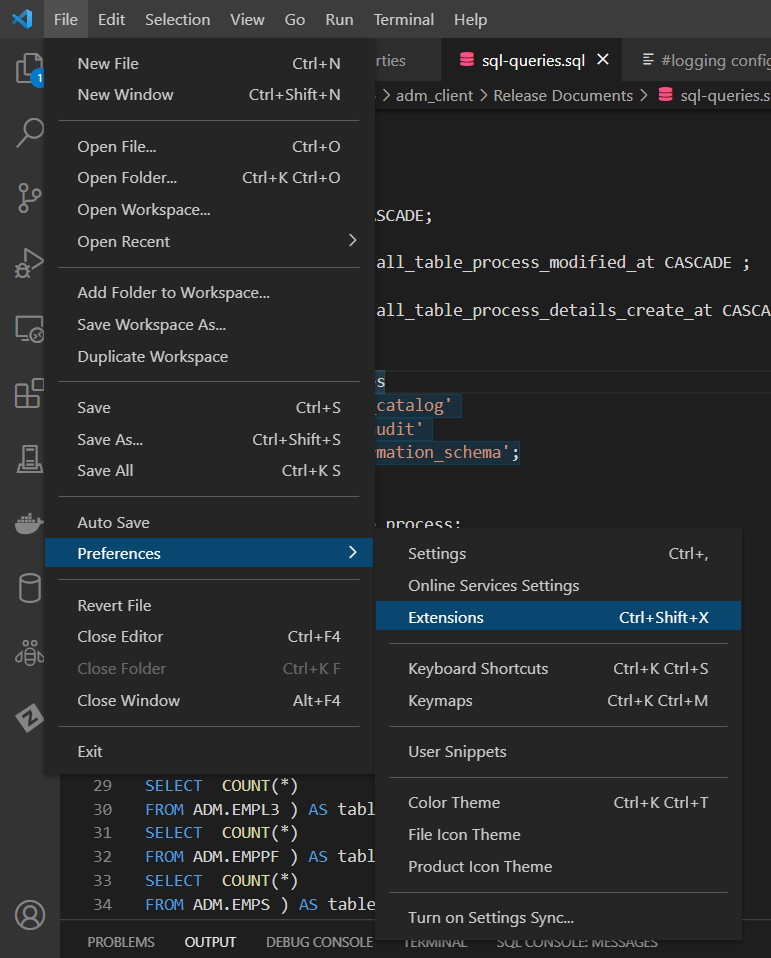 File Edit Selection View Go Run Terminal Help
rties sql-queries.sql #logging config
adm_client > Release Documents > sql-queries.s
1
New File Ctrl+N
New Window Ctrl+Shift+N
Open File... Ctrl+O
Open Folder... Ctrl+K Ctrl+O
Open Workspace...
Open Recent
Add Folder to Workspace...
Save Workspace As...
Duplicate Workspace
Save Ctrl+S
Save As... Ctrl+Shift+S
Save All Ctrl+K S
Auto Save
Preferences
Revert File
Close Editor Ctrl+F4
Close Folder Ctrl+K F
Close Window Alt+F4
Exit
ASCADE;
all_table_process_modified_at CASCADE ;
all_table_process_details_create_at CASCA
es
_catalog'
udit'
rmation_schema';
process;
Settings Ctrl+,
Online Services Settings
Extensions Ctrl+Shift+X
Keyboard Shortcuts Ctrl+K Ctrl+S
Keymaps Ctrl+K Ctrl+M
User Snippets
Color Theme Ctrl+K Ctrl+T
File Icon Theme
Product Icon Theme
Turn on Settings Sync...
29 SELECT COUNT(*)
30 FROM ADM.EMPL3 ) AS tabl
31 SELECT COUNT(*)
32 FROM ADM.EMPPF ) AS tabl
33 SELECT COUNT(*)
34 FROM ADM.EMPS ) AS table
PROBLEMS OUTPUT DEBUG CONSOLE TERMINAL SQL CONSOLE: MESSAGES